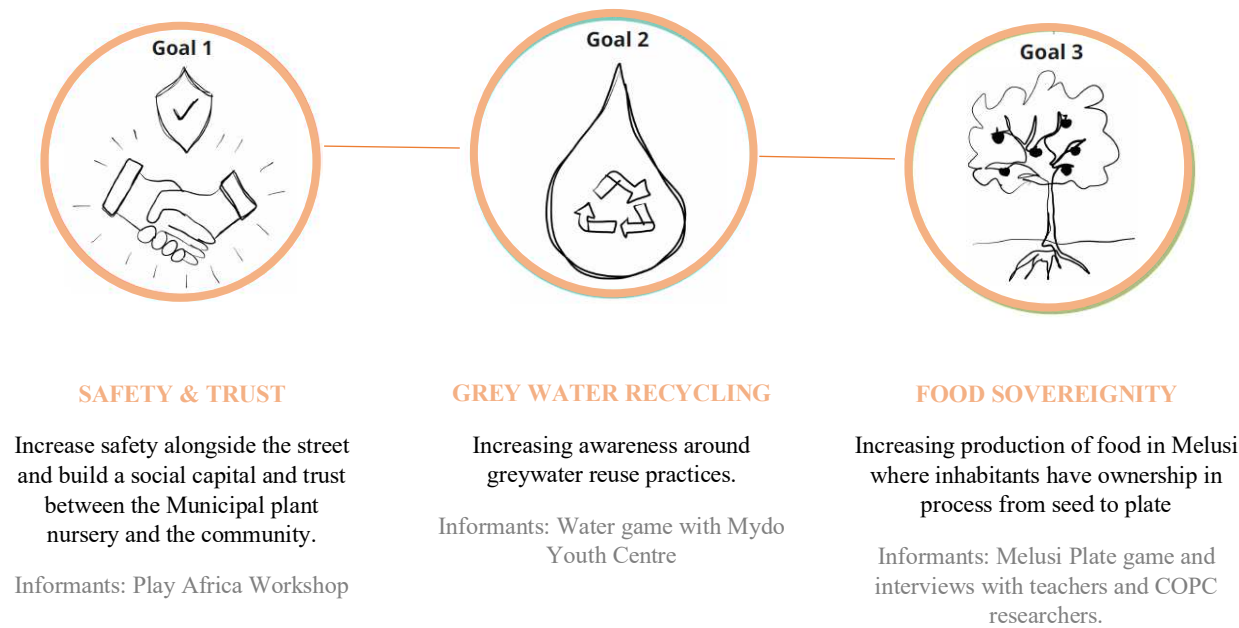 Goal 1
SAFETY & TRUST
Increase safety alongside the street
and build a social capital and trust
between the Municipal plant
nursery and the community.
Informants: Play Africa Workshop
Goal 2
GREY WATER RECYCLING
Increasing awareness around
greywater reuse practices.
Informants: Water game with Mydo
Youth Centre
Goal 3
FOOD SOVEREIGNITY
Increasing production of food in Melusi
where inhabitants have ownership in
process from seed to plate
Informants: Melusi Plate game and
interviews with teachers and COPC
researchers.